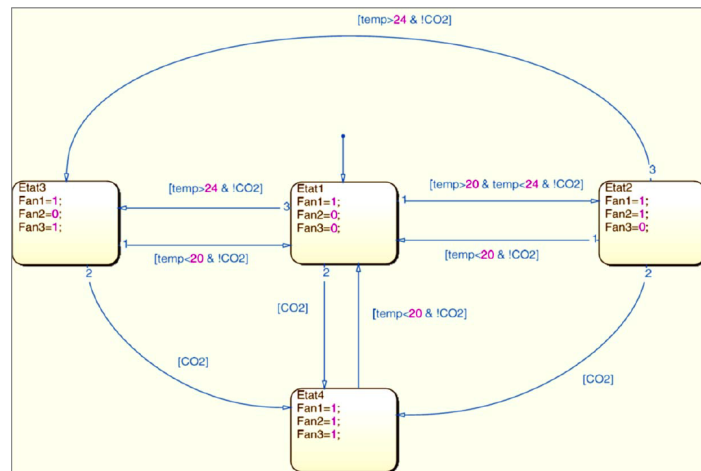 [temp>24 & !CO2]
3
Etat3
Fan1=1;
Fan2=0;
Fan3=1;
[temp>24 & !CO2]
3
Etat1
Fan1=1;
Fan2=0;
Fan3=0;
1
[temp>20 & temp<24 & !CO2]
Etat2
Fan1=1;
Fan2=1;
Fan3=0;
1
[temp<20 & !CO2]
1
[temp<20 & !CO2]
2
2
2
[CO2]
[temp<20 & !CO2]
[CO2]
[CO2]
Etat4
Fan1=1;
Fan2=1;
Fan3=1;